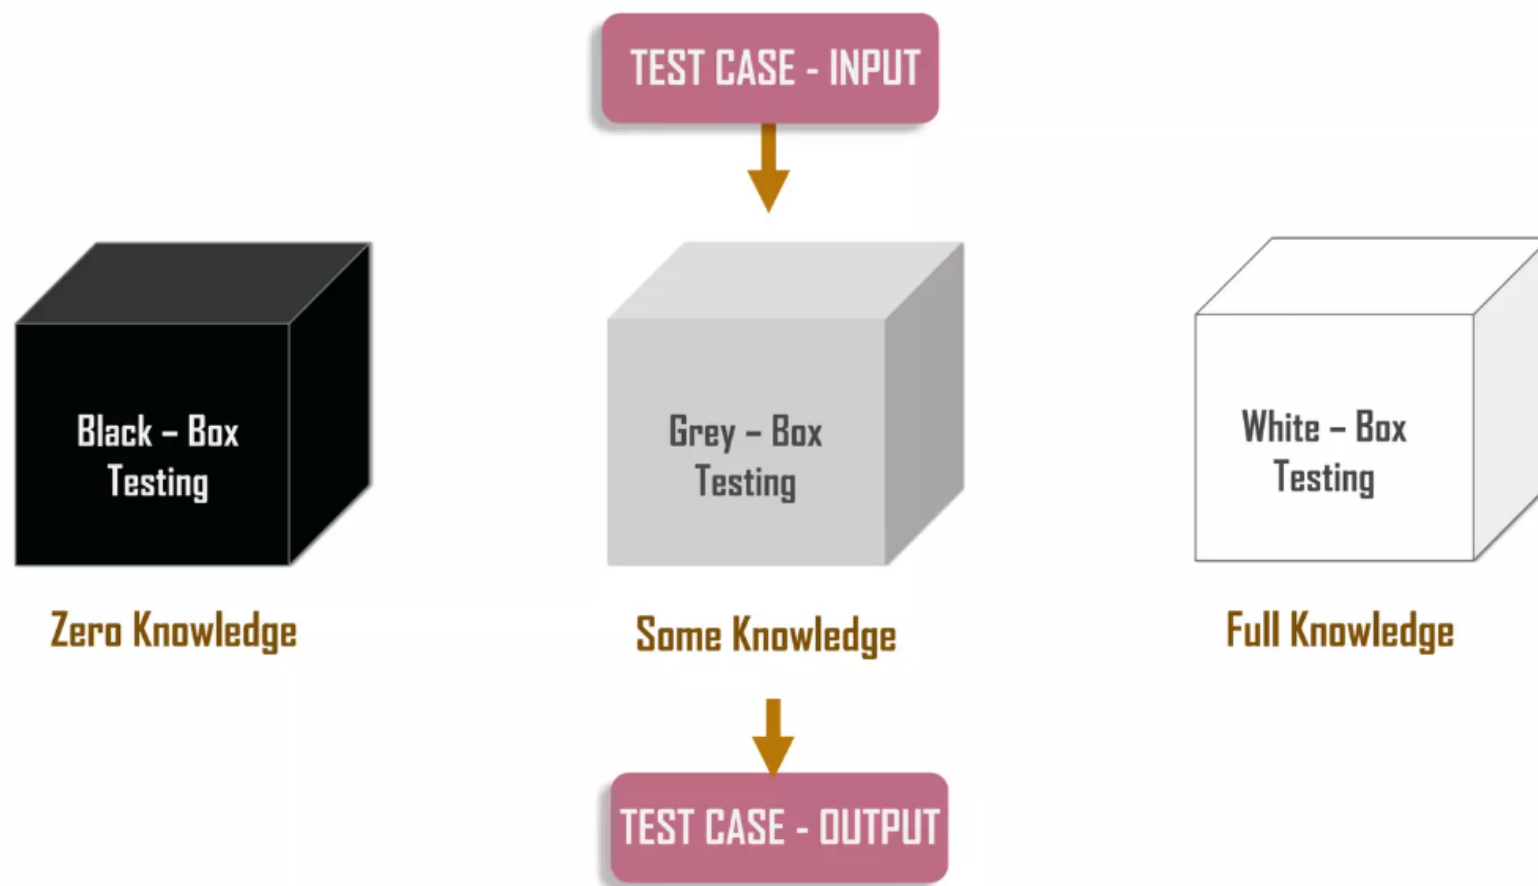 TEST CASE - INPUT
Black – Box
Testing
Grey – Box
Testing
White – Box
Testing
Zero Knowledge
Some Knowledge
Full Knowledge
TEST CASE - OUTPUT